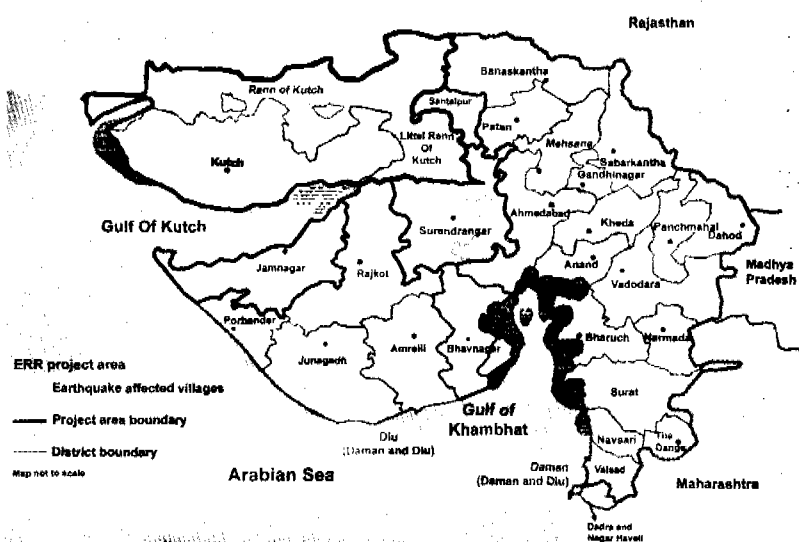 Rajasthan
Banaskantha
Rann of Kutch
Santalpur
Patan
Littel Rann
Of
Kutch
Mehsana
Sabarkantha
Gandhinagar
Kutch
Ahmedabad
Gulf Of Kutch
Surendrangar
Kheda
Panchmahal
Dahod
Jamnagar
Rajkot
Anand
Vadodara
Madhya
Pradesh
Porbander
Junagadh
Amrelli
Bhavnagar
Bharuch
Narmada
ERR project area
Earthquake affected villages
Project area boundary
District boundary
Map not to scale
Surat
Gulf of
Khambhat
Diu
(Daman and Diu)
Navsari
The
Dangs
Arabian Sea
Daman
(Daman and Diu)
Valsad
Maharashtra
Dadra and
Nagar Haveli